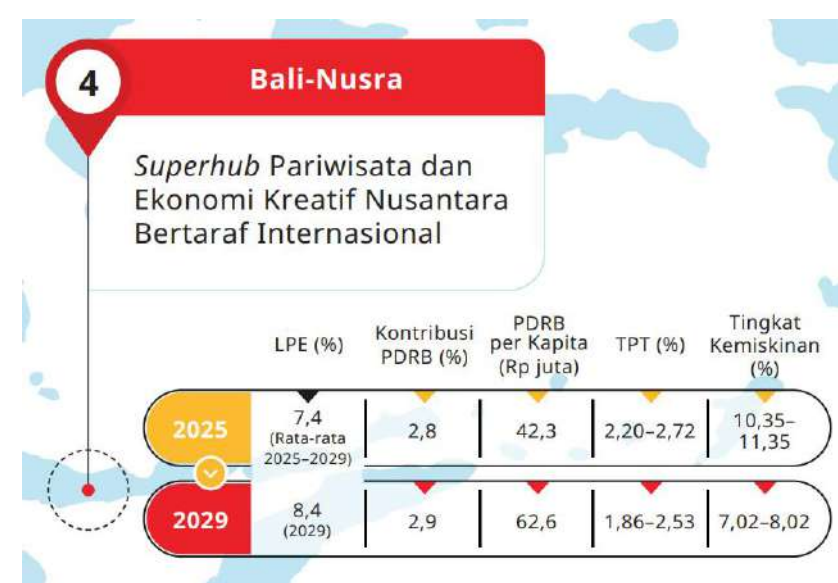 4
Bali-Nusra
Superhub Pariwisata dan
Ekonomi Kreatif Nusantara
Bertaraf Internasional
LPE (%)
Kontribusi
PDRB (%)
PDRB
per Kapita
(Rp juta)
TPT (%)
Tingkat
Kemiskinan
(%)
2025
7,4
(Rata-rata
2025–2029)
2,8
42,3
2,20–2,72
10,35–
11,35
2029
8,4
(2029)
2,9
62,6
1,86–2,53
7,02–8,02